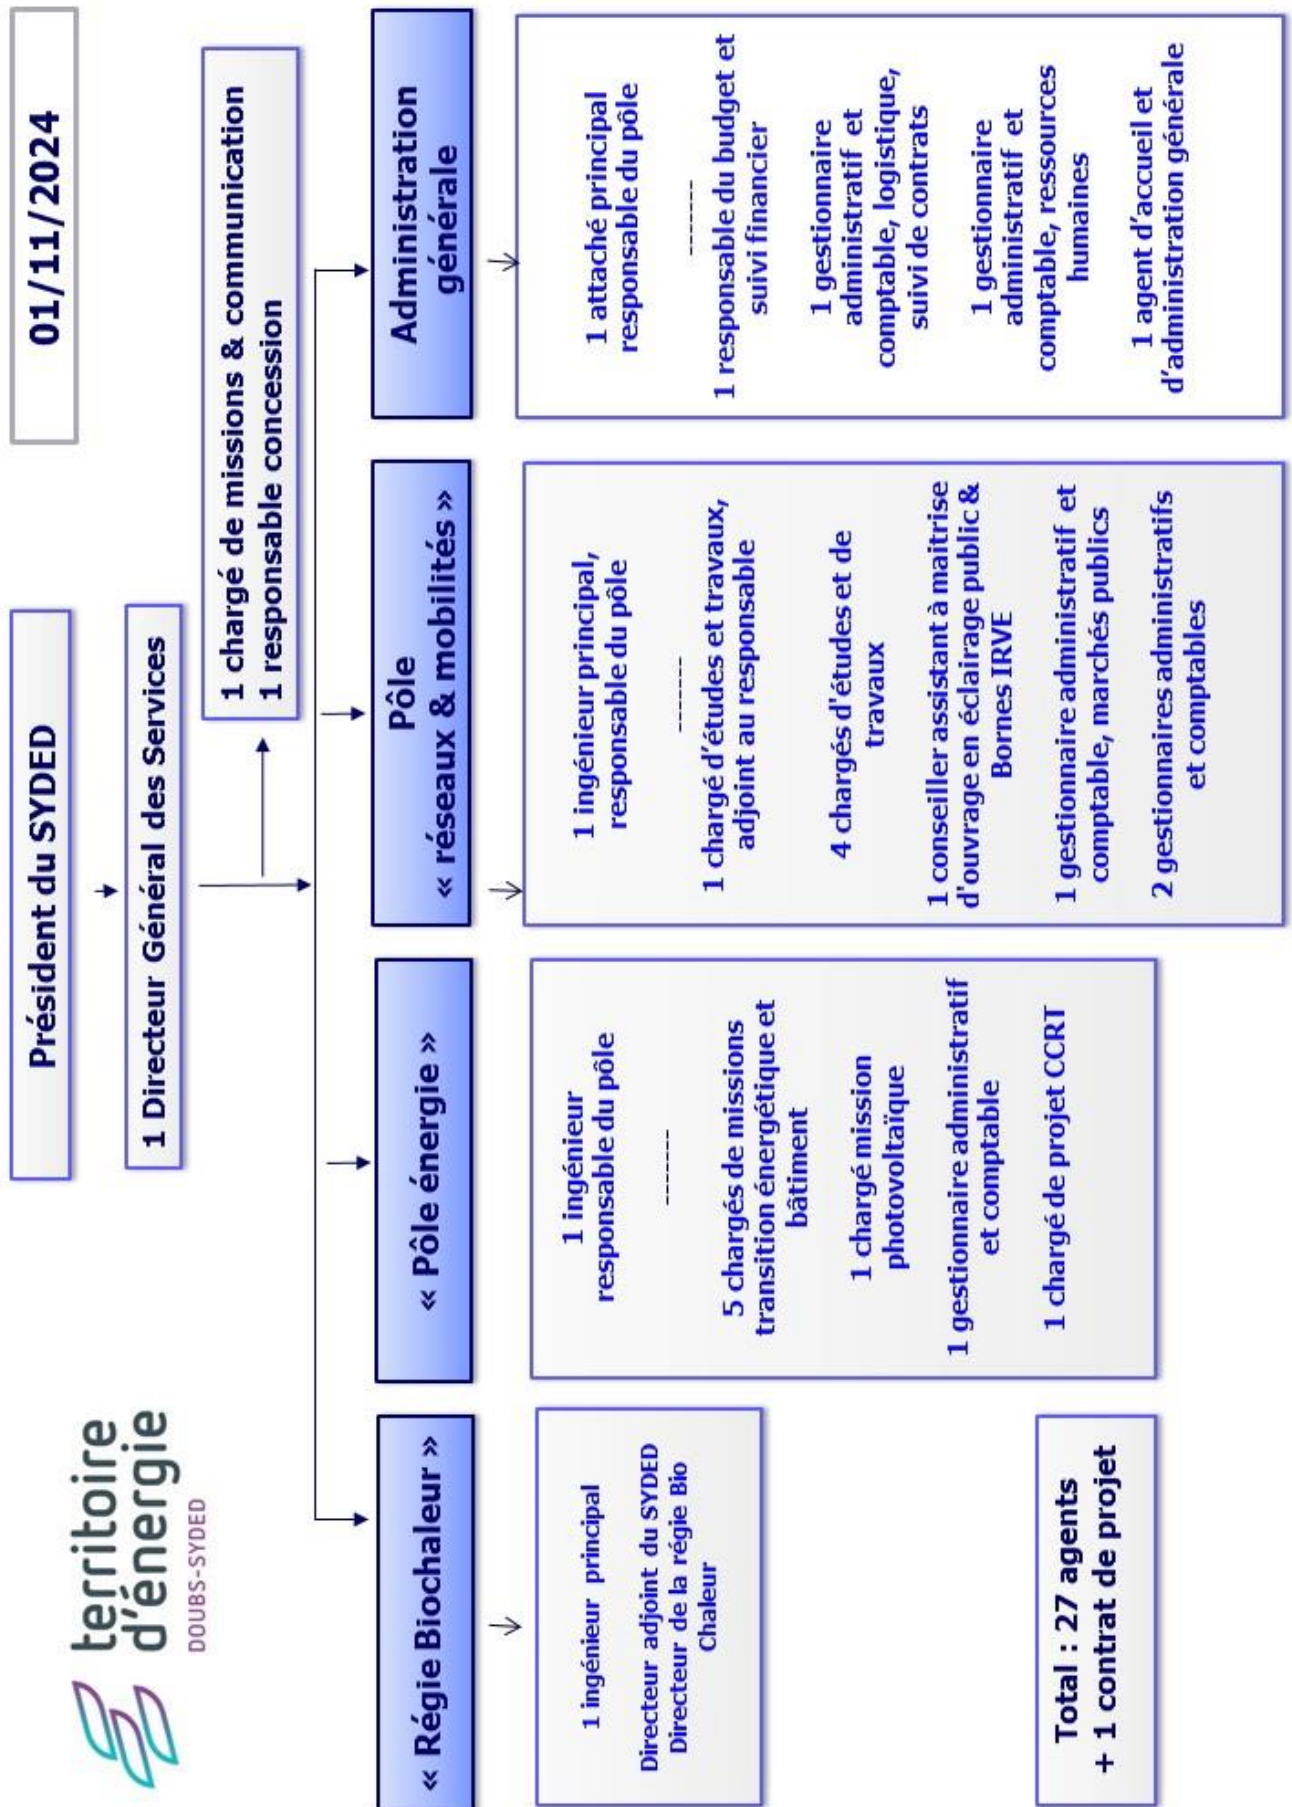 territoire
d'énergie
DOUBS-SYDED
Président du SYDED
01/11/2024
1 Directeur Général des Services
1 chargé de missions & communication
1 responsable concession
« Régie Biochaleur »
« Pôle énergie »
Pôle
« réseaux & mobilités »
Administration
générale
1 ingénieur principal
Directeur adjoint du SYDED
Directeur de la régie Bio
Chaleur
1 ingénieur
responsable du pôle
--------
5 chargés de missions
transition énergétique et
bâtiment
1 chargé mission
photovoltaïque
1 gestionnaire administratif
et comptable
1 chargé de projet CCRT
1 ingénieur principal,
responsable du pôle
--------
1 chargé d'études et travaux,
adjoint au responsable
4 chargés d'études et de
travaux
1 conseiller assistant à maitrise
d'ouvrage en éclairage public &
Bornes IRVE
1 gestionnaire administratif et
comptable, marchés publics
2 gestionnaires administratifs
et comptables
1 attaché principal
responsable du pôle
--------
1 responsable du budget et
suivi financier
1 gestionnaire
administratif et
comptable, logistique,
suivi de contrats
1 gestionnaire
administratif et
comptable, ressources
humaines
1 agent d'accueil et
d'administration générale
Total : 27 agents
+ 1 contrat de projet